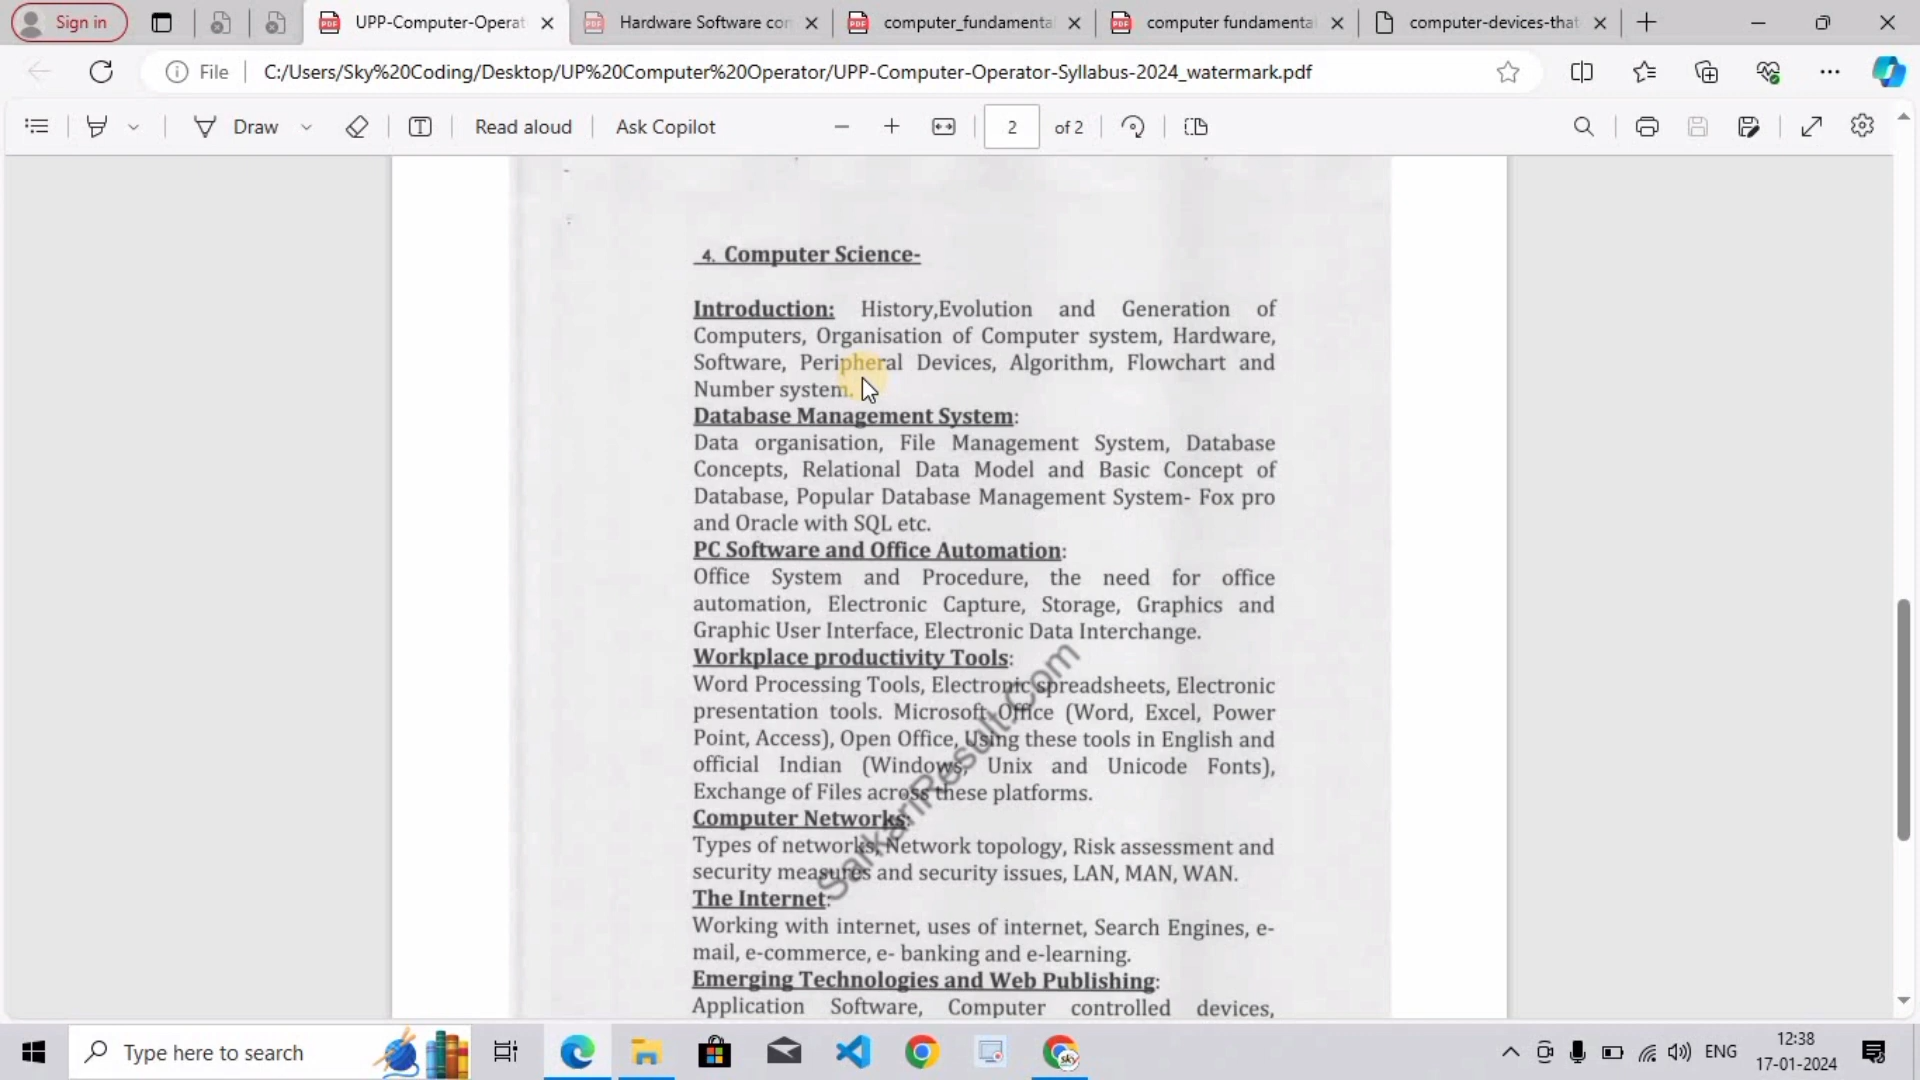 Sign in
UPP-Computer-Operat
Hardware Software con
computer_fundamenta
computer fundamenta
computer-devices-that
File
C:/Users/Sky%20Coding/Desktop/UP%20Computer%20Operator/UPP-Computer-Operator-Syllabus-2024_watermark.pdf
Draw
Read aloud
Ask Copilot
2
of 2
4. Computer Science-
Introduction: History,Evolution and Generation of
Computers, Organisation of Computer system, Hardware,
Software, Peripheral Devices, Algorithm, Flowchart and
Number system.
Database Management System:
Data organisation, File Management System, Database
Concepts, Relational Data Model and Basic Concept of
Database, Popular Database Management System- Fox pro
and Oracle with SQL etc.
PC Software and Office Automation:
Office System and Procedure, the need for office
automation, Electronic Capture, Storage, Graphics and
Graphic User Interface, Electronic Data Interchange.
Workplace productivity Tools:
Word Processing Tools, Electronic spreadsheets, Electronic
presentation tools. Microsoft Office (Word, Excel, Power
Point, Access), Open Office, Using these tools in English and
official Indian (Windows, Unix and Unicode Fonts),
Exchange of Files across these platforms.
Computer Networks:
Types of networks, Network topology, Risk assessment and
security measures and security issues, LAN, MAN, WAN.
The Internet:
Working with internet, uses of internet, Search Engines, e-
mail, e-commerce, e- banking and e-learning.
Emerging Technologies and Web Publishing:
Application Software, Computer controlled devices,
SarkariResult.Com
Type here to search
sky
ENG
12:38
17-01-2024